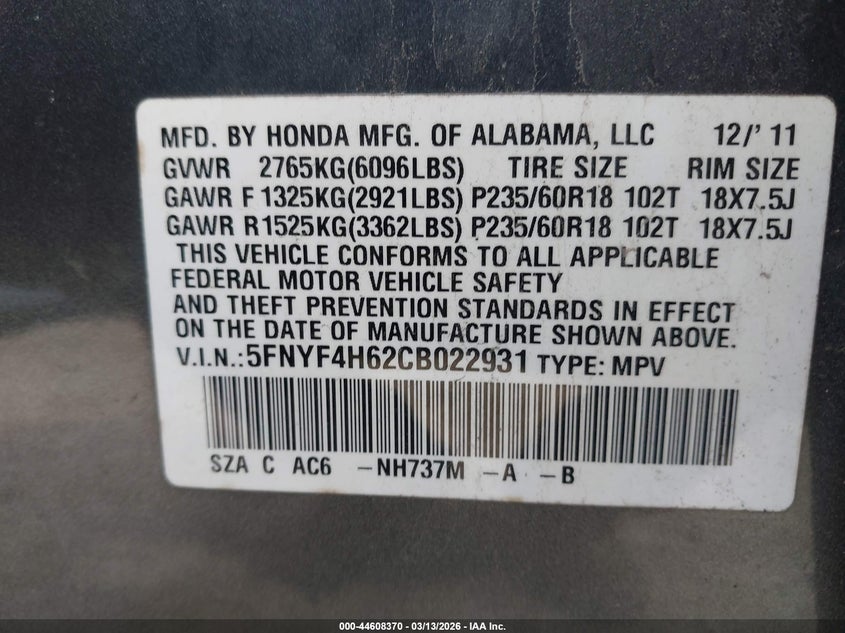 MFD. BY HONDA MFG. OF ALABAMA, LLC 12/' 11
GVWR 2765KG(6096LBS) TIRE SIZE RIM SIZE
GAWR F 1325KG(2921LBS) P235/60R18 102T 18X7.5J
GAWR R1525KG(3362LBS) P235/60R18 102T 18X7.5J
THIS VEHICLE CONFORMS TO ALL APPLICABLE
FEDERAL MOTOR VEHICLE SAFETY
AND THEFT PREVENTION STANDARDS IN EFFECT
ON THE DATE OF MANUFACTURE SHOWN ABOVE.
V.I.N.:5FNYF4H62CB022931 TYPE: MPV
SZA C AC6 -NH737M -A -B
000-44608370 | 03/13/2026 - IAA Inc.